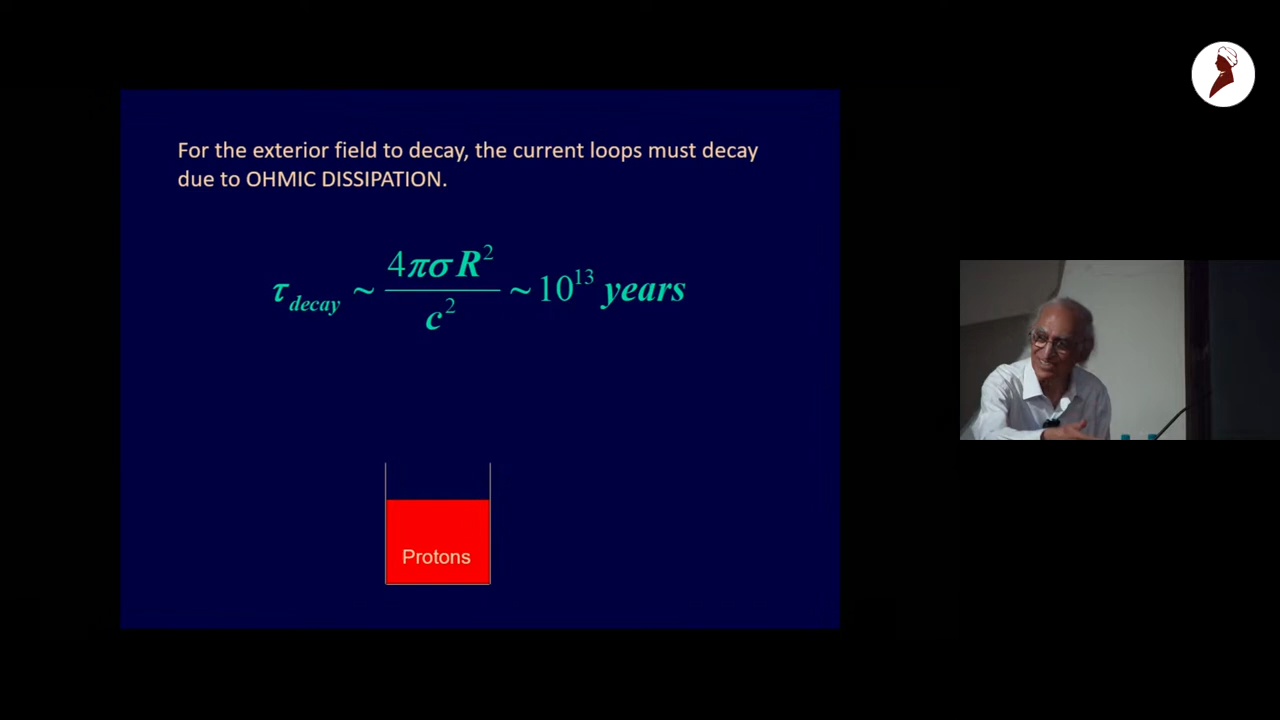 For the exterior field to decay, the current loops must decay
due to OHMIC DISSIPATION.
τ_decay ~ 4πσR² / c² ~ 10¹³ years
Protons